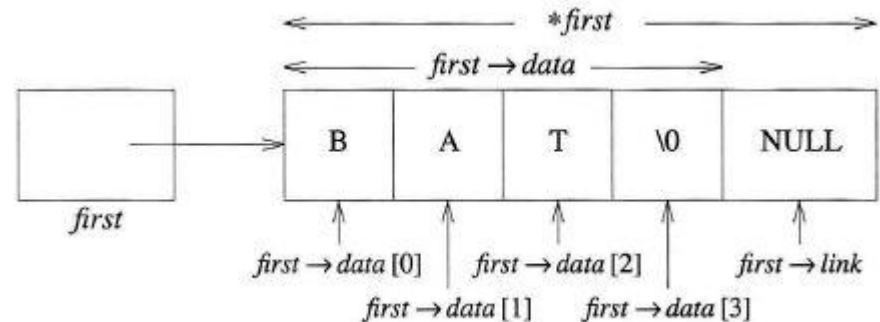 *first
first → data
B A T \0 NULL
first
first → data [0] first → data [2] first → link
first → data [1] first → data [3]